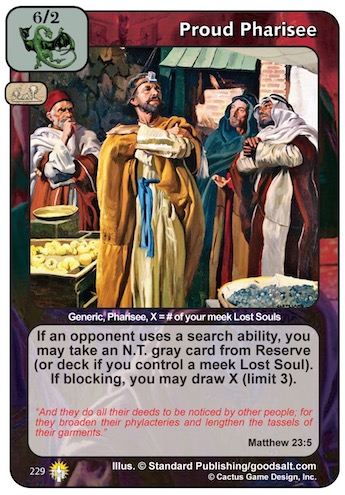 6/2
Proud Pharisee
Generic, Pharisee, X = # of your meek Lost Souls
If an opponent uses a search ability, you
may take an N.T. gray card from Reserve
(or deck if you control a meek Lost Soul).
If blocking, you may draw X (limit 3).
"And they do all their deeds to be noticed by other people; for
they broaden their phylacteries and lengthen the tassels of
their garments."
Matthew 23:5
229
Illus. © Standard Publishing/goodsalt.com
© Cactus Game Design, Inc.